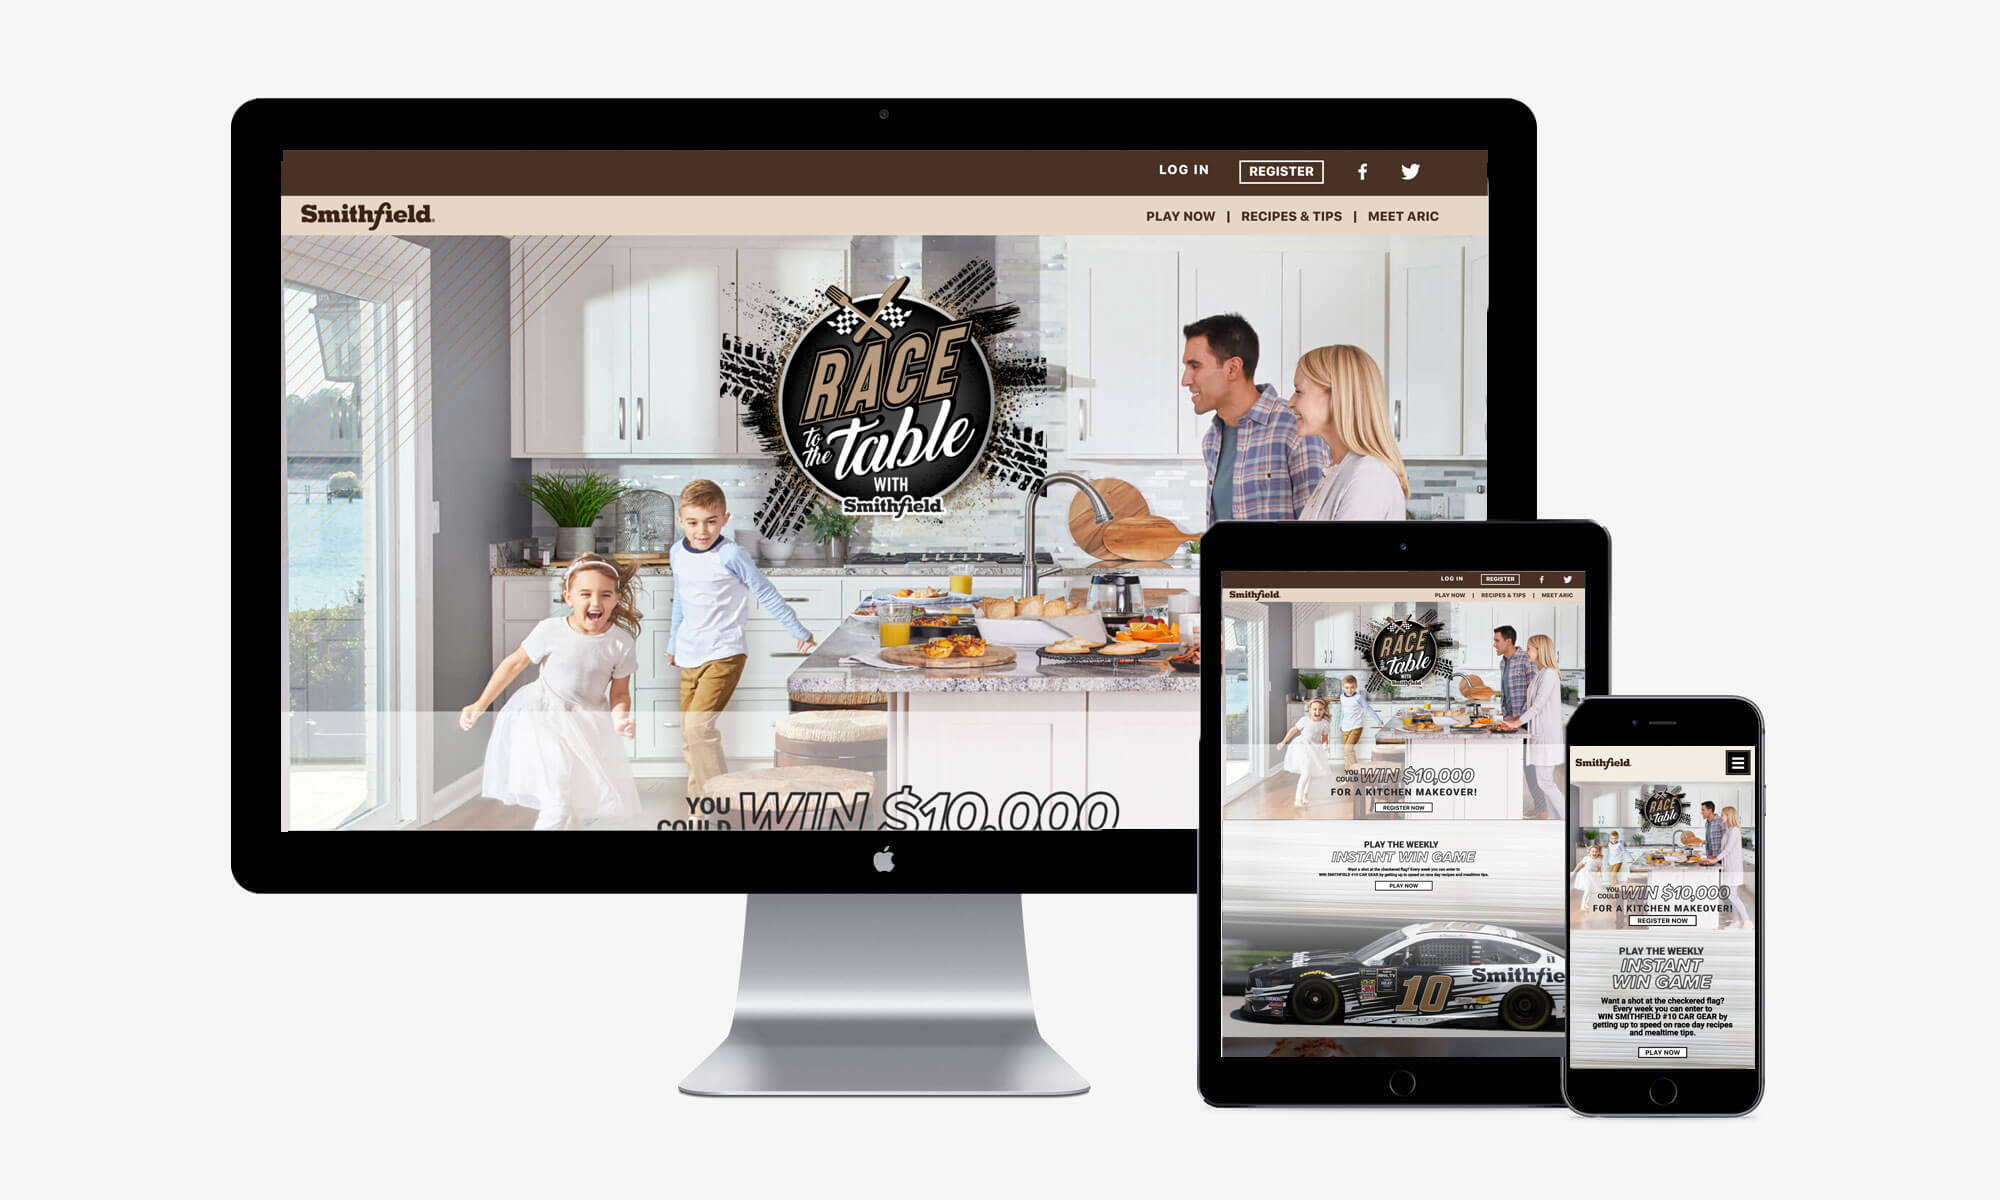 LOG IN
REGISTER
Smithfield
PLAY NOW | RECIPES & TIPS | MEET ARIC
RACE
to the table
WITH
Smithfield
YOU COULD WIN $10,000
LOG IN
REGISTER
Smithfield
PLAY NOW | RECIPES & TIPS | MEET ARIC
RACE
to the table
WITH
Smithfield
YOU COULD WIN $10,000
FOR A KITCHEN MAKEOVER!
REGISTER NOW
PLAY THE WEEKLY
INSTANT WIN GAME
Want a shot at the checkered flag? Every week you can enter to
WIN SMITHFIELD #10 CAR GEAR by getting up to speed on race day recipes and mealtime tips.
PLAY NOW
10
Smithfie
Smithfield
RACE
to the table
YOU COULD WIN $10,000
FOR A KITCHEN MAKEOVER!
REGISTER NOW
PLAY THE WEEKLY
INSTANT
WIN GAME
Want a shot at the checkered flag?
Every week you can enter to
WIN SMITHFIELD #10 CAR GEAR by
getting up to speed on race day recipes
and mealtime tips.
PLAY NOW